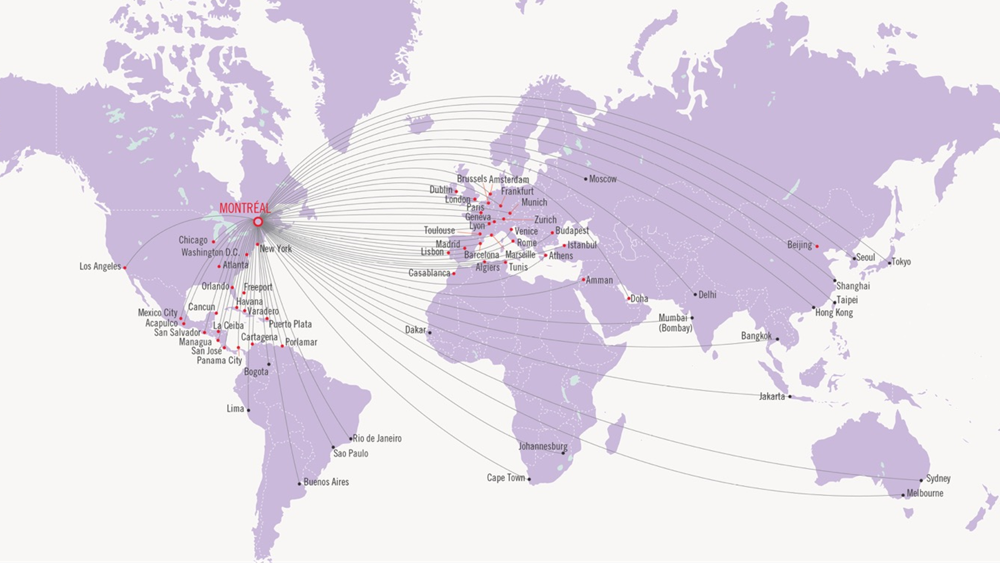 MONTRÉAL
Chicago
Washington D.C.
New York
Los Angeles
Atlanta
Orlando
Freeport
Havana
Varadero
Cancun
Mexico City
Acapulco
San Salvador
La Ceiba
Puerto Plata
Managua
Cartagena
Porlamar
San José
Panama City
Bogota
Lima
Rio de Janeiro
Sao Paulo
Buenos Aires
Brussels
Amsterdam
Dublin
London
Frankfurt
Paris
Munich
Geneva
Zurich
Lyon
Toulouse
Venice
Budapest
Madrid
Rome
Istanbul
Lisbon
Barcelona
Marseille
Athens
Casablanca
Algiers
Tunis
Moscow
Amman
Doha
Dakar
Johannesburg
Cape Town
Delhi
Mumbai
(Bombay)
Bangkok
Jakarta
Beijing
Seoul
Tokyo
Shanghai
Taipei
Hong Kong
Sydney
Melbourne